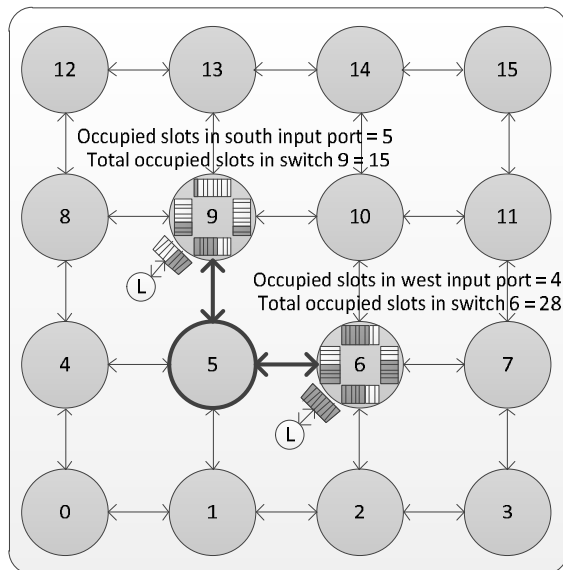 12 13 14 15
Occupied slots in south input port = 5
Total occupied slots in switch 9 = 15
8 9 10 11
L
Occupied slots in west input port = 4
Total occupied slots in switch 6 = 28
4 5 6 7
L
0 1 2 3